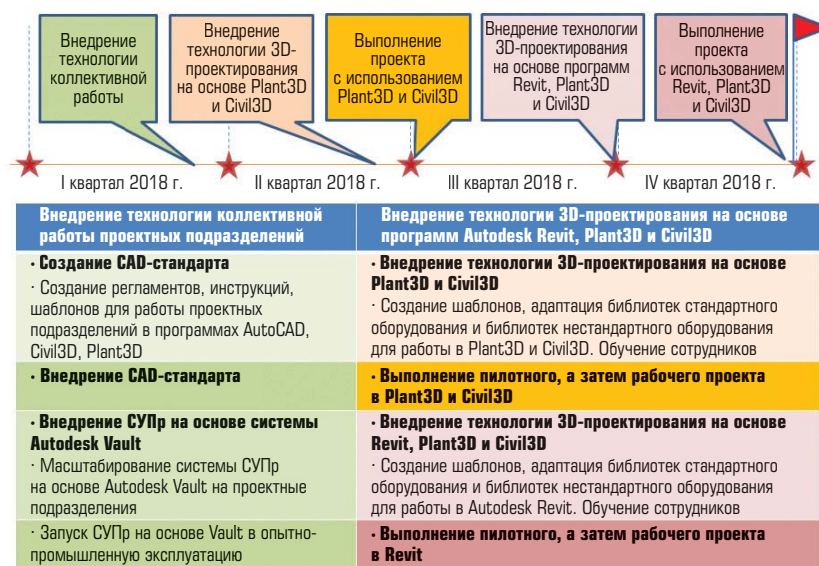 Внедрение
технологии
коллективной
работы
Внедрение
технологии 3D-
проектирования
на основе Plant3D
и Civil3D
Выполнение
проекта
с использованием
Plant3D и Civil3D
Внедрение технологии
3D-проектирования
на основе программ
Revit, Plant3D
и Civil3D
Выполнение
проекта
с использованием
Revit, Plant3D
и Civil3D
I квартал 2018 г.
II квартал 2018 г.
III квартал 2018 г.
IV квартал 2018 г.
Внедрение технологии коллективной
работы проектных подразделений
Внедрение технологии 3D-проектирования на основе
программ Autodesk Revit, Plant3D и Civil3D
· Создание CAD-стандарта
· Создание регламентов, инструкций,
шаблонов для работы проектных
подразделений в программах AutoCAD,
Civil3D, Plant3D
· Внедрение технологии 3D-проектирования на основе
Plant3D и Civil3D
· Создание шаблонов, адаптация библиотек стандартного
оборудования и библиотек нестандартного оборудования
для работы в Plant3D и Civil3D. Обучение сотрудников
· Внедрение CAD-стандарта
· Выполнение пилотного, а затем рабочего проекта
в Plant3D и Civil3D
· Внедрение СУПр на основе системы
Autodesk Vault
· Масштабирование системы СУПр
на основе Autodesk Vault на проектные
подразделения
· Внедрение технологии 3D-проектирования на основе
Revit, Plant3D и Civil3D
· Создание шаблонов, адаптация библиотек стандартного
оборудования и библиотек нестандартного оборудования
для работы в Autodesk Revit. Обучение сотрудников
· Запуск СУПр на основе Vault в опытно-
промышленную эксплуатацию
· Выполнение пилотного, а затем рабочего проекта
в Revit